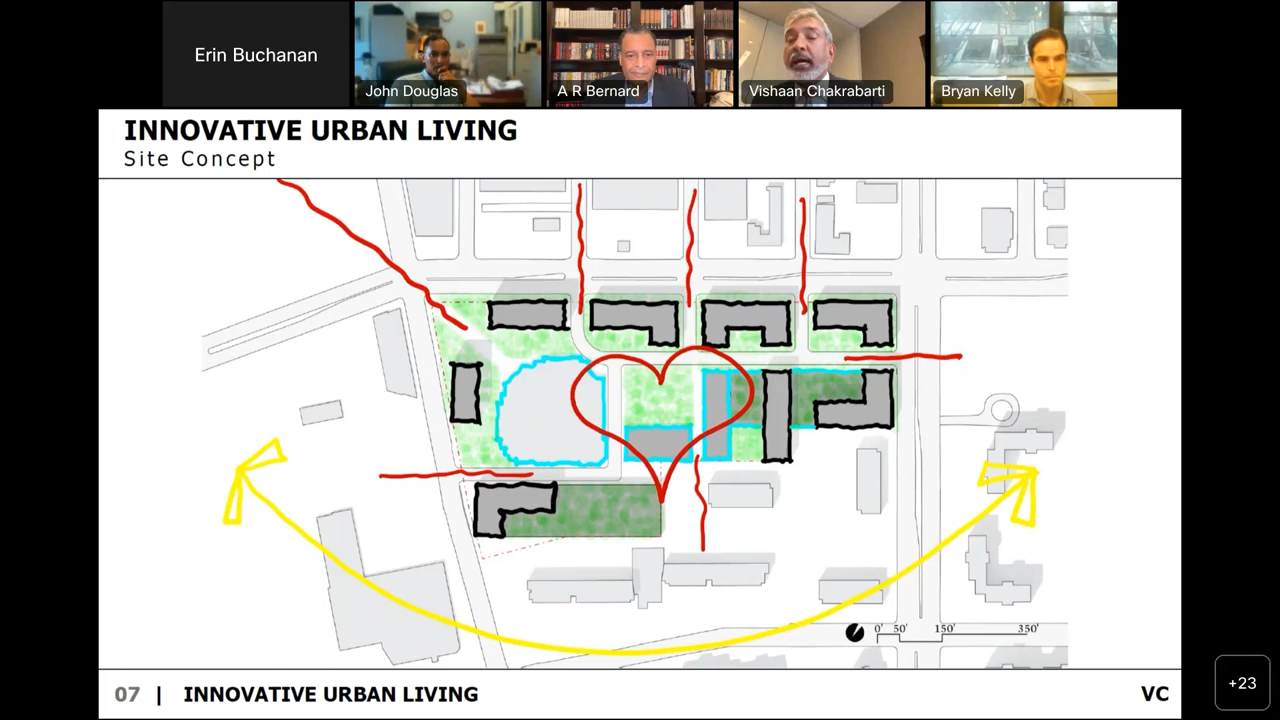 Erin Buchanan
John Douglas
A R Bernard
Vishaan Chakrabarti
Bryan Kelly
INNOVATIVE URBAN LIVING
Site Concept
0' 50' 150' 350'
07 | INNOVATIVE URBAN LIVING
VC
+23